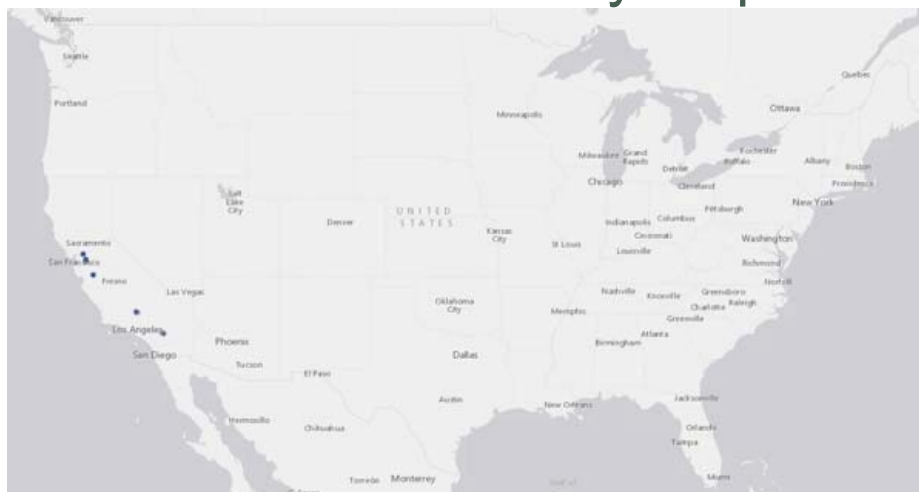 Vancouver
Seattle
Portland
Quebec
Ottawa
Minneapolis
Milwaukee
Grand
Rapids
Detroit
Rochester
Buffalo
Albany
Boston
Providence
Chicago
Cleveland
New York
Salt
Lake
City
Denver
UNITED
STATES
Kansas
City
St Louis
Indianapolis
Columbus
Pittsburgh
Cincinnati
Louisville
Washington
Richmond
Norfolk
Sacramento
San Francisco
Fresno
Las Vegas
Los Angeles
San Diego
Phoenix
Tucson
El Paso
Oklahoma
City
Dallas
Austin
Memphis
Nashville
Knoxville
Greensboro
Charlotte
Raleigh
Greenville
Atlanta
Birmingham
New Orleans
Jacksonville
Orlando
Tampa
Miami
Hermosillo
Chihuahua
Torreón
Monterrey